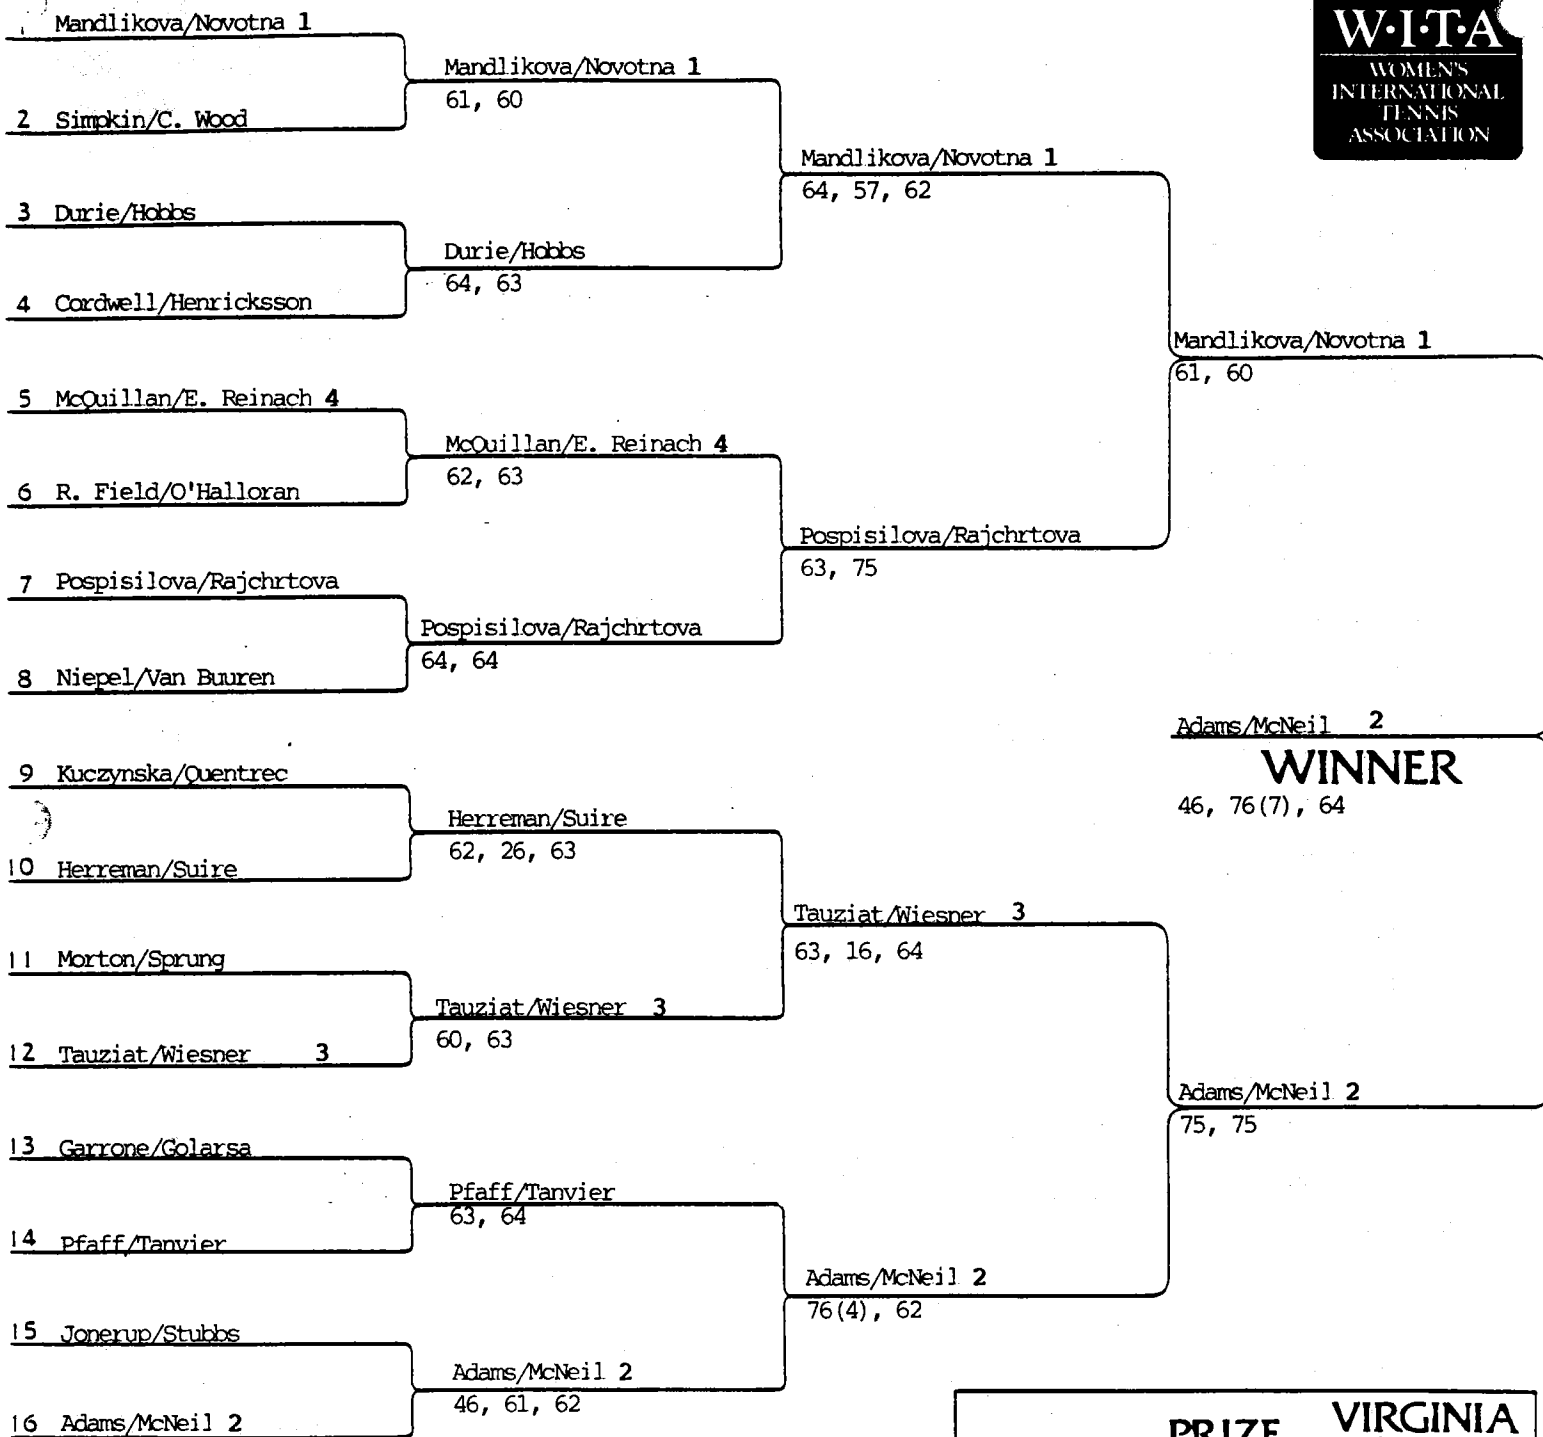 W·I·T·A
WOMEN'S
INTERNATIONAL
TENNIS
ASSOCIATION
Mandlikova/Novotna 1
2 Simpkin/C. Wood
3 Durie/Hobbs
4 Cordwell/Henricksson
5 McQuillan/E. Reinach 4
6 R. Field/O'Halloran
7 Pospisilova/Rajchrtova
8 Niepel/Van Buuren
9 Kuczynska/Quentrec
10 Herreman/Suire
11 Morton/Sprung
12 Tauziat/Wiesner 3
13 Garrone/Golarsa
14 Pfaff/Tanvier
15 Jonerup/Stubbs
16 Adams/McNeil 2
Mandlikova/Novotna 1
61, 60
Durie/Hobbs
64, 63
McQuillan/E. Reinach 4
62, 63
Pospisilova/Rajchrtova
64, 64
Herreman/Suire
62, 26, 63
Tauziat/Wiesner 3
60, 63
Pfaff/Tanvier
63, 64
Adams/McNeil 2
46, 61, 62
Mandlikova/Novotna 1
64, 57, 62
Pospisilova/Rajchrtova
63, 75
Tauziat/Wiesner 3
63, 16, 64
Adams/McNeil 2
76(4), 62
Mandlikova/Novotna 1
61, 60
Adams/McNeil 2
75, 75
Adams/McNeil 2
WINNER
46, 76(7), 64
PRIZE
VIRGINIA